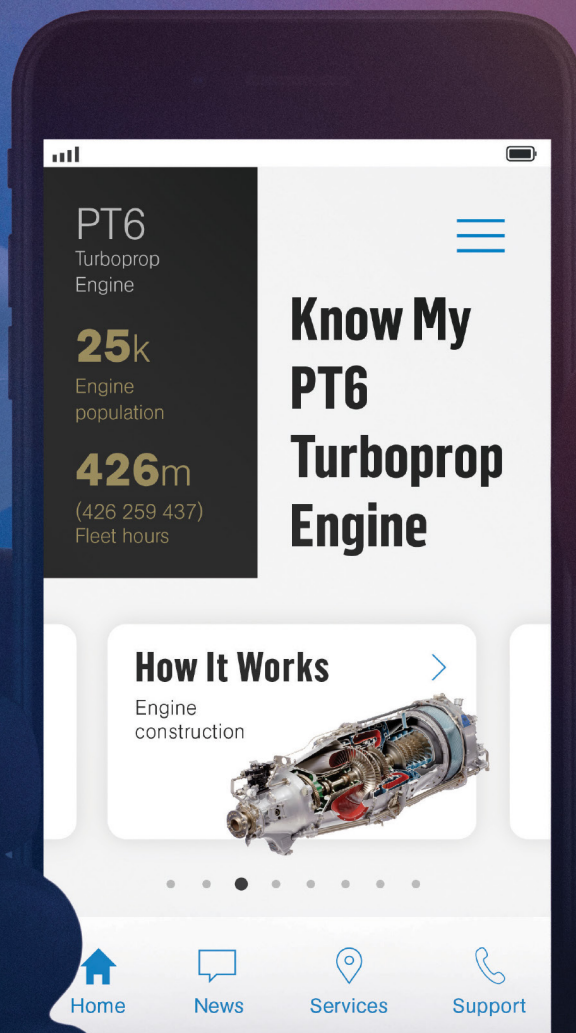 PT6
Turboprop
Engine
25k
Engine
population
426m
(426 259 437)
Fleet hours
Know My
PT6
Turboprop
Engine
How It Works
Engine
construction
Home
News
Services
Support